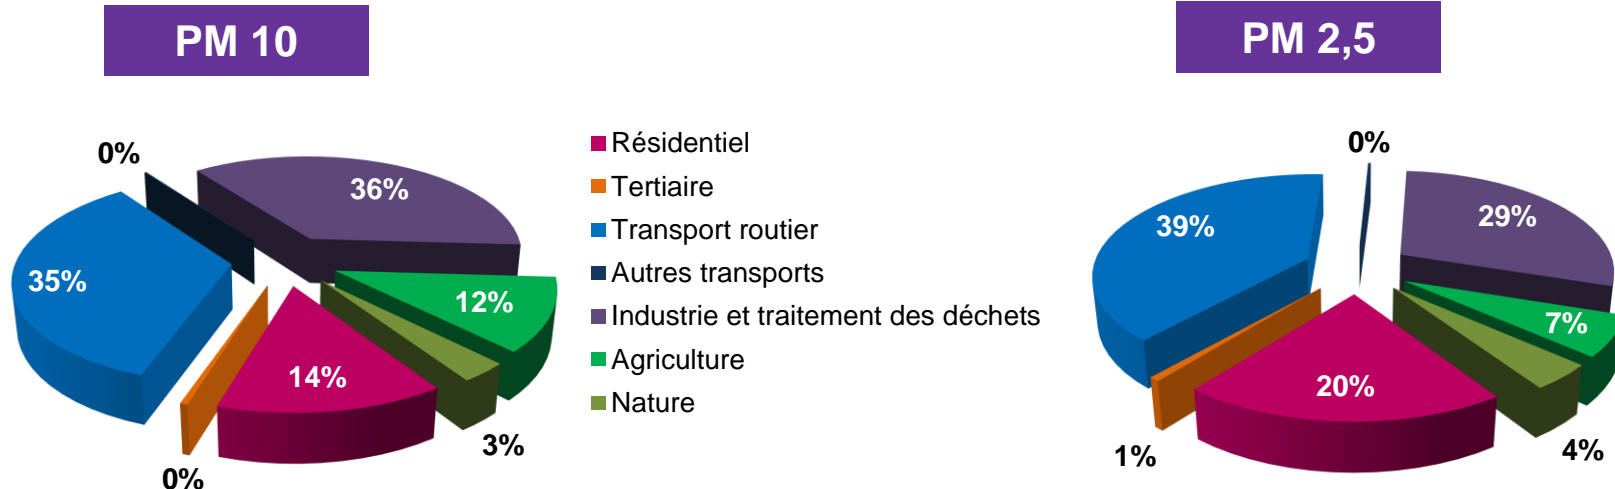 PM 10
PM 2,5
0%
36%
35%
12%
14%
3%
0%
Résidentiel
Tertiaire
Transport routier
Autres transports
Industrie et traitement des déchets
Agriculture
Nature
0%
29%
39%
7%
20%
4%
1%